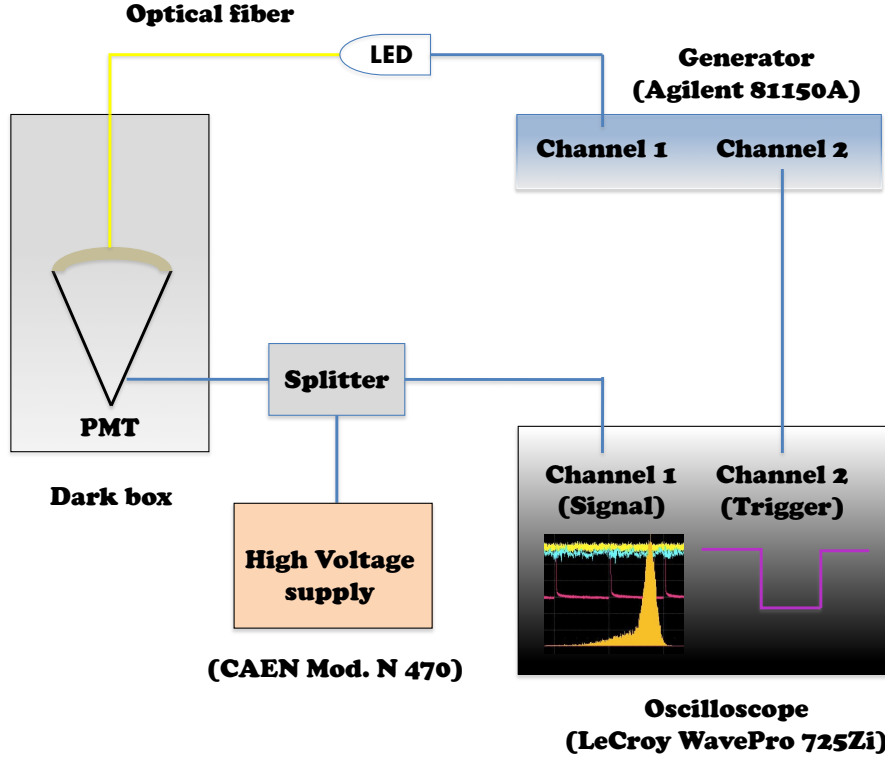 Optical fiber
LED
Generator
(Agilent 81150A)
Channel 1
Channel 2
Splitter
PMT
Dark box
High Voltage
supply
(CAEN Mod. N 470)
Channel 1
(Signal)
Channel 2
(Trigger)
Oscilloscope
(LeCroy WavePro 725Zi)